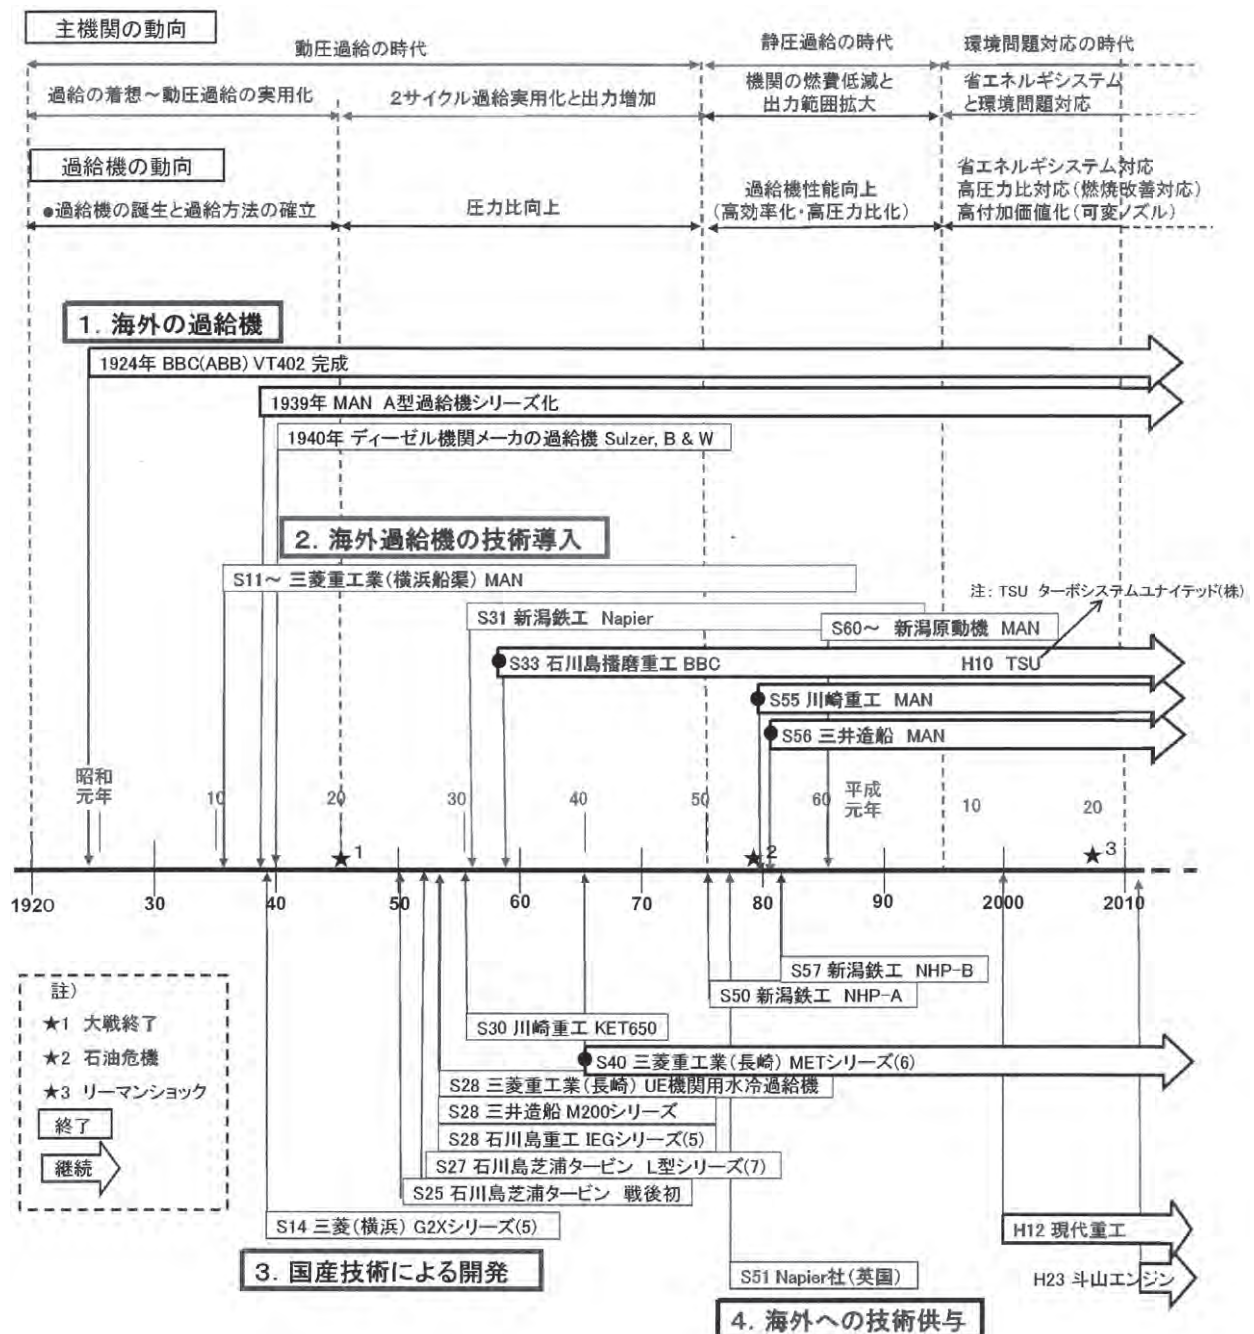 主機関の動向
動圧過給の時代
静圧過給の時代
環境問題対応の時代
過給の着想～動圧過給の実用化
2サイクル過給実用化と出力増加
機関の燃費低減と
出力範囲拡大
省エネルギシステム
と環境問題対応
過給機の動向
●過給機の誕生と過給方法の確立
圧力比向上
過給機性能向上
(高効率化・高圧力比化)
省エネルギシステム対応
高圧力比対応(燃焼改善対応)
高付加価値化(可変ノズル)
1. 海外の過給機
1924年 BBC(ABB) VT402 完成
1939年 MAN A型過給機シリーズ化
1940年 ディーゼル機関メーカの過給機 Sulzer, B & W
2. 海外過給機の技術導入
S11～ 三菱重工業(横浜船渠) MAN
注: TSU ターボシステムユナイテッド(株)
S31 新潟鉄工 Napier
S60～ 新潟原動機 MAN
S33 石川島播磨重工 BBC
H10 TSU
S55 川崎重工 MAN
S56 三井造船 MAN
昭和
元年
10
20
30
40
50
60
平成
元年
10
20
★1
★2
★3
1920
30
40
50
60
70
80
90
2000
2010
S57 新潟鉄工 NHP-B
S50 新潟鉄工 NHP-A
註)
★1 大戦終了
★2 石油危機
★3 リーマンショック
終了
継続
S30 川崎重工 KET650
S40 三菱重工業(長崎) METシリーズ(6)
S28 三菱重工業(長崎) UE機関用水冷過給機
S28 三井造船 M200シリーズ
S28 石川島重工 IEGシリーズ(5)
S27 石川島芝浦タービン L型シリーズ(7)
S25 石川島芝浦タービン 戦後初
S14 三菱(横浜) G2Xシリーズ(5)
H12 現代重工
3. 国産技術による開発
S51 Napier社(英国)
H23 斗山エンジン
4. 海外への技術供与